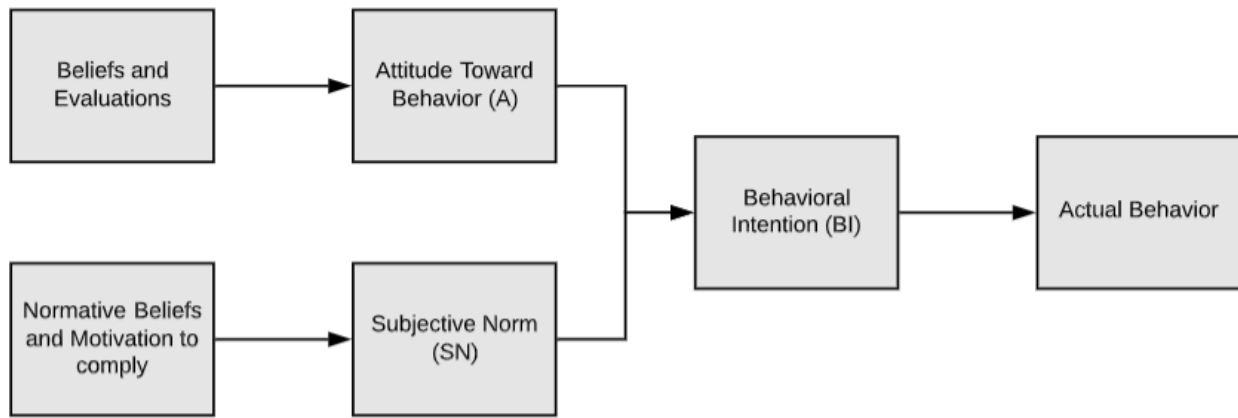 Beliefs and
Evaluations
Attitude Toward
Behavior (A)
Behavioral
Intention (BI)
Actual Behavior
Normative Beliefs
and Motivation to
comply
Subjective Norm
(SN)